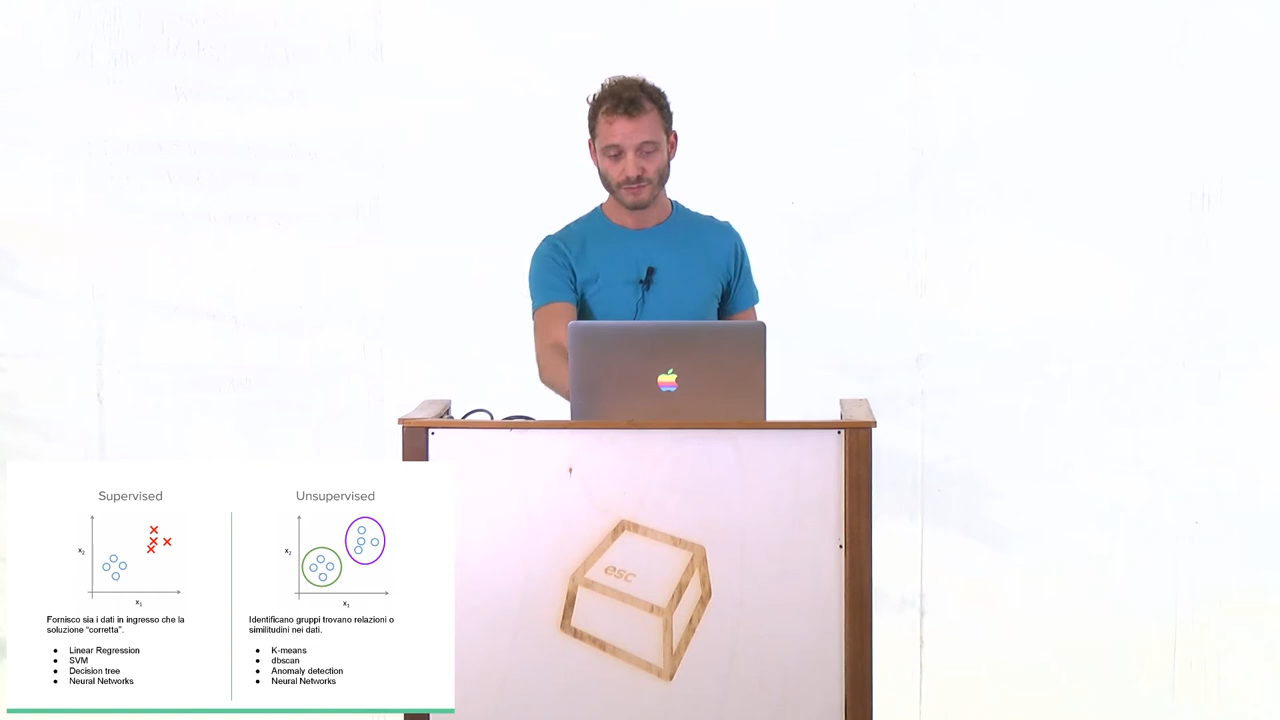 esc
Supervised
x2
x1
Fornisco sia i dati in ingresso che la
soluzione “corretta”.
● Linear Regression
● SVM
● Decision tree
● Neural Networks
Unsupervised
x2
x1
Identificano gruppi trovano relazioni o
similitudini nei dati.
● K-means
● dbscan
● Anomaly detection
● Neural Networks